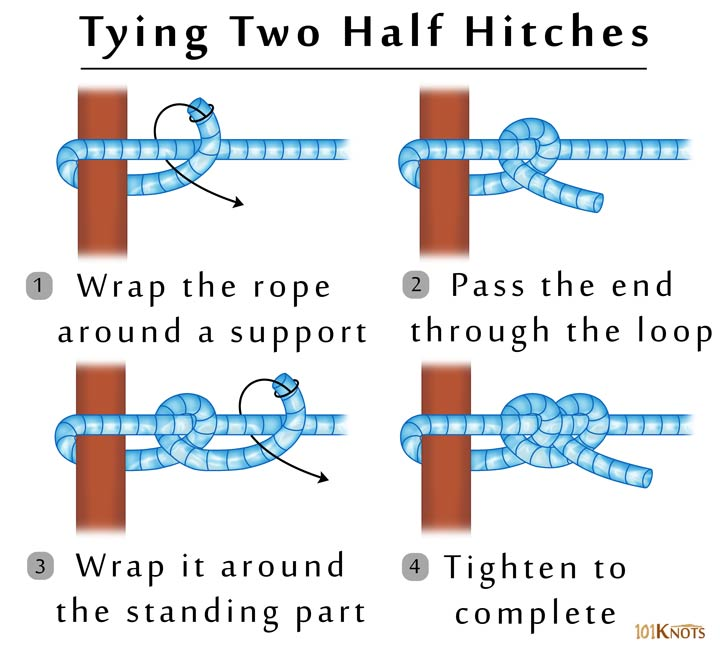 Tying Two Half Hitches
1 Wrap the rope
around a support
2 Pass the end
through the loop
3 Wrap it around
the standing part
4 Tighten to
complete
101KNOTS